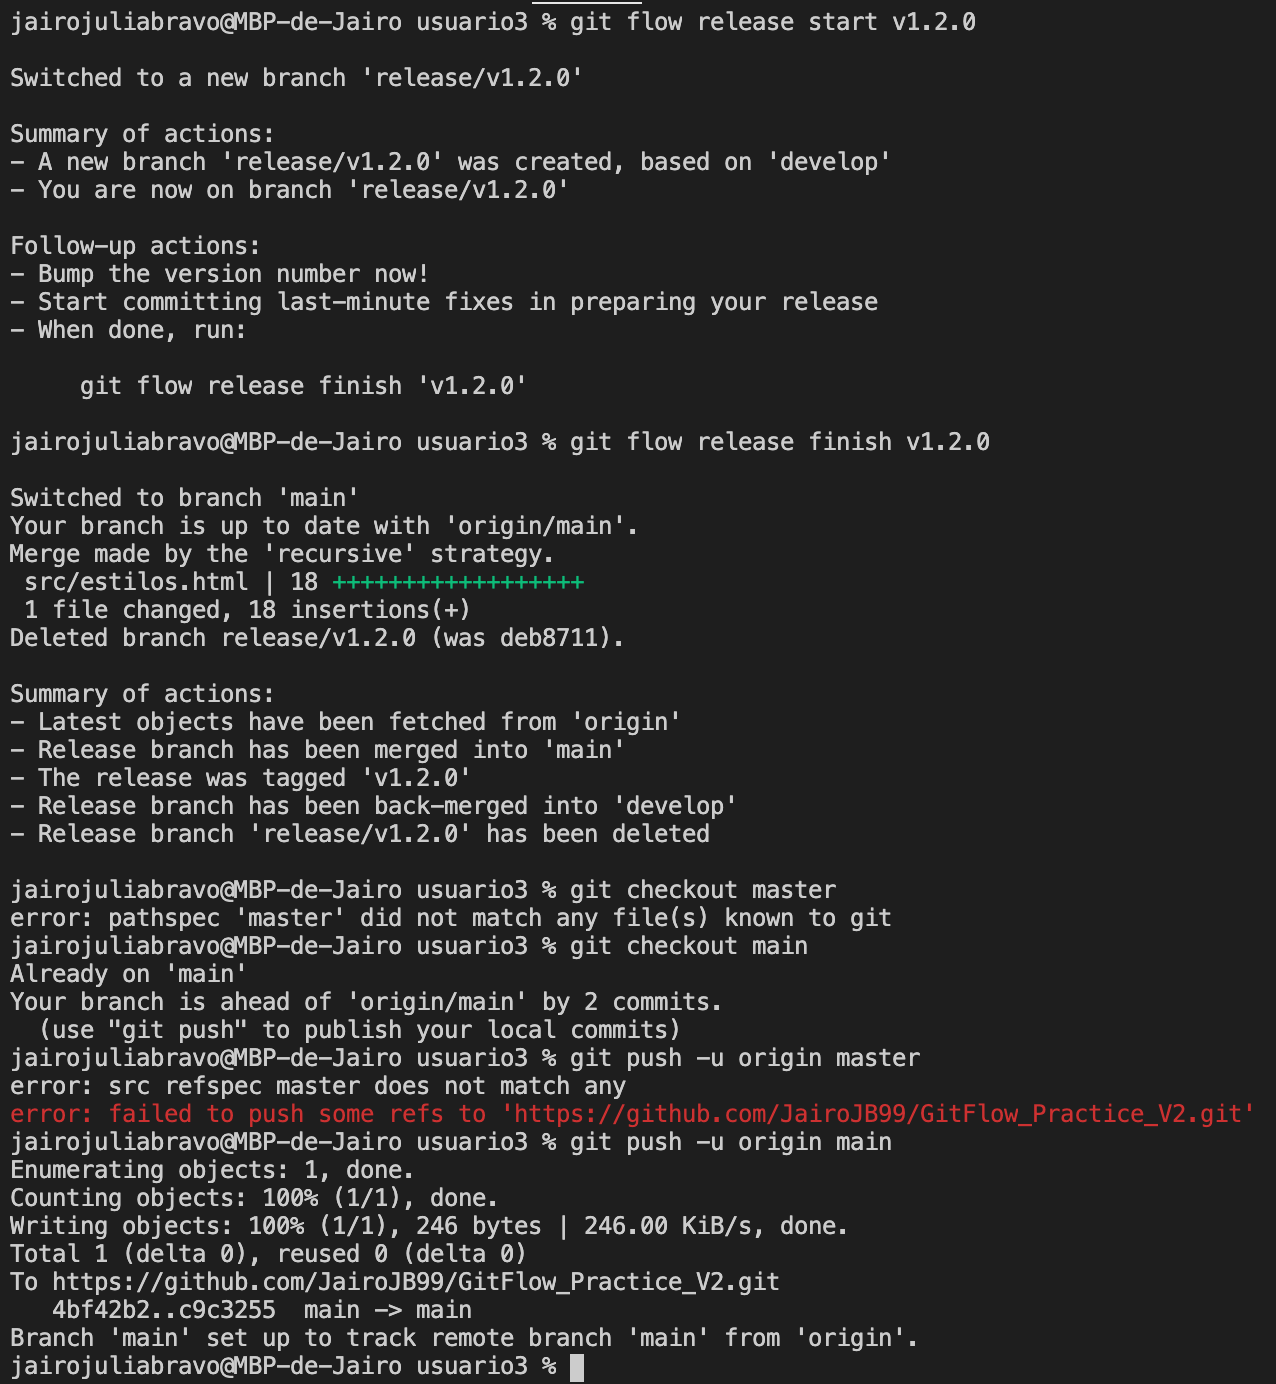 jairojuliabravo@MBP-de-Jairo usuario3 % git flow release start v1.2.0
Switched to a new branch 'release/v1.2.0'
Summary of actions:
- A new branch 'release/v1.2.0' was created, based on 'develop'
- You are now on branch 'release/v1.2.0'
Follow-up actions:
- Bump the version number now!
- Start committing last-minute fixes in preparing your release
- When done, run:
git flow release finish 'v1.2.0'
jairojuliabravo@MBP-de-Jairo usuario3 % git flow release finish v1.2.0
Switched to branch 'main'
Your branch is up to date with 'origin/main'.
Merge made by the 'recursive' strategy.
src/estilos.html | 18 ++++++++++++++++++
1 file changed, 18 insertions(+)
Deleted branch release/v1.2.0 (was deb8711).
Summary of actions:
- Latest objects have been fetched from 'origin'
- Release branch has been merged into 'main'
- The release was tagged 'v1.2.0'
- Release branch has been back-merged into 'develop'
- Release branch 'release/v1.2.0' has been deleted
jairojuliabravo@MBP-de-Jairo usuario3 % git checkout master
error: pathspec 'master' did not match any file(s) known to git
jairojuliabravo@MBP-de-Jairo usuario3 % git checkout main
Already on 'main'
Your branch is ahead of 'origin/main' by 2 commits.
(use "git push" to publish your local commits)
jairojuliabravo@MBP-de-Jairo usuario3 % git push -u origin master
error: src refspec master does not match any
error: failed to push some refs to 'https://github.com/JairoJB99/GitFlow_Practice_V2.git'
jairojuliabravo@MBP-de-Jairo usuario3 % git push -u origin main
Enumerating objects: 1, done.
Counting objects: 100% (1/1), done.
Writing objects: 100% (1/1), 246 bytes | 246.00 KiB/s, done.
Total 1 (delta 0), reused 0 (delta 0)
To https://github.com/JairoJB99/GitFlow_Practice_V2.git
4bf42b2..c9c3255  main -> main
Branch 'main' set up to track remote branch 'main' from 'origin'.
jairojuliabravo@MBP-de-Jairo usuario3 %